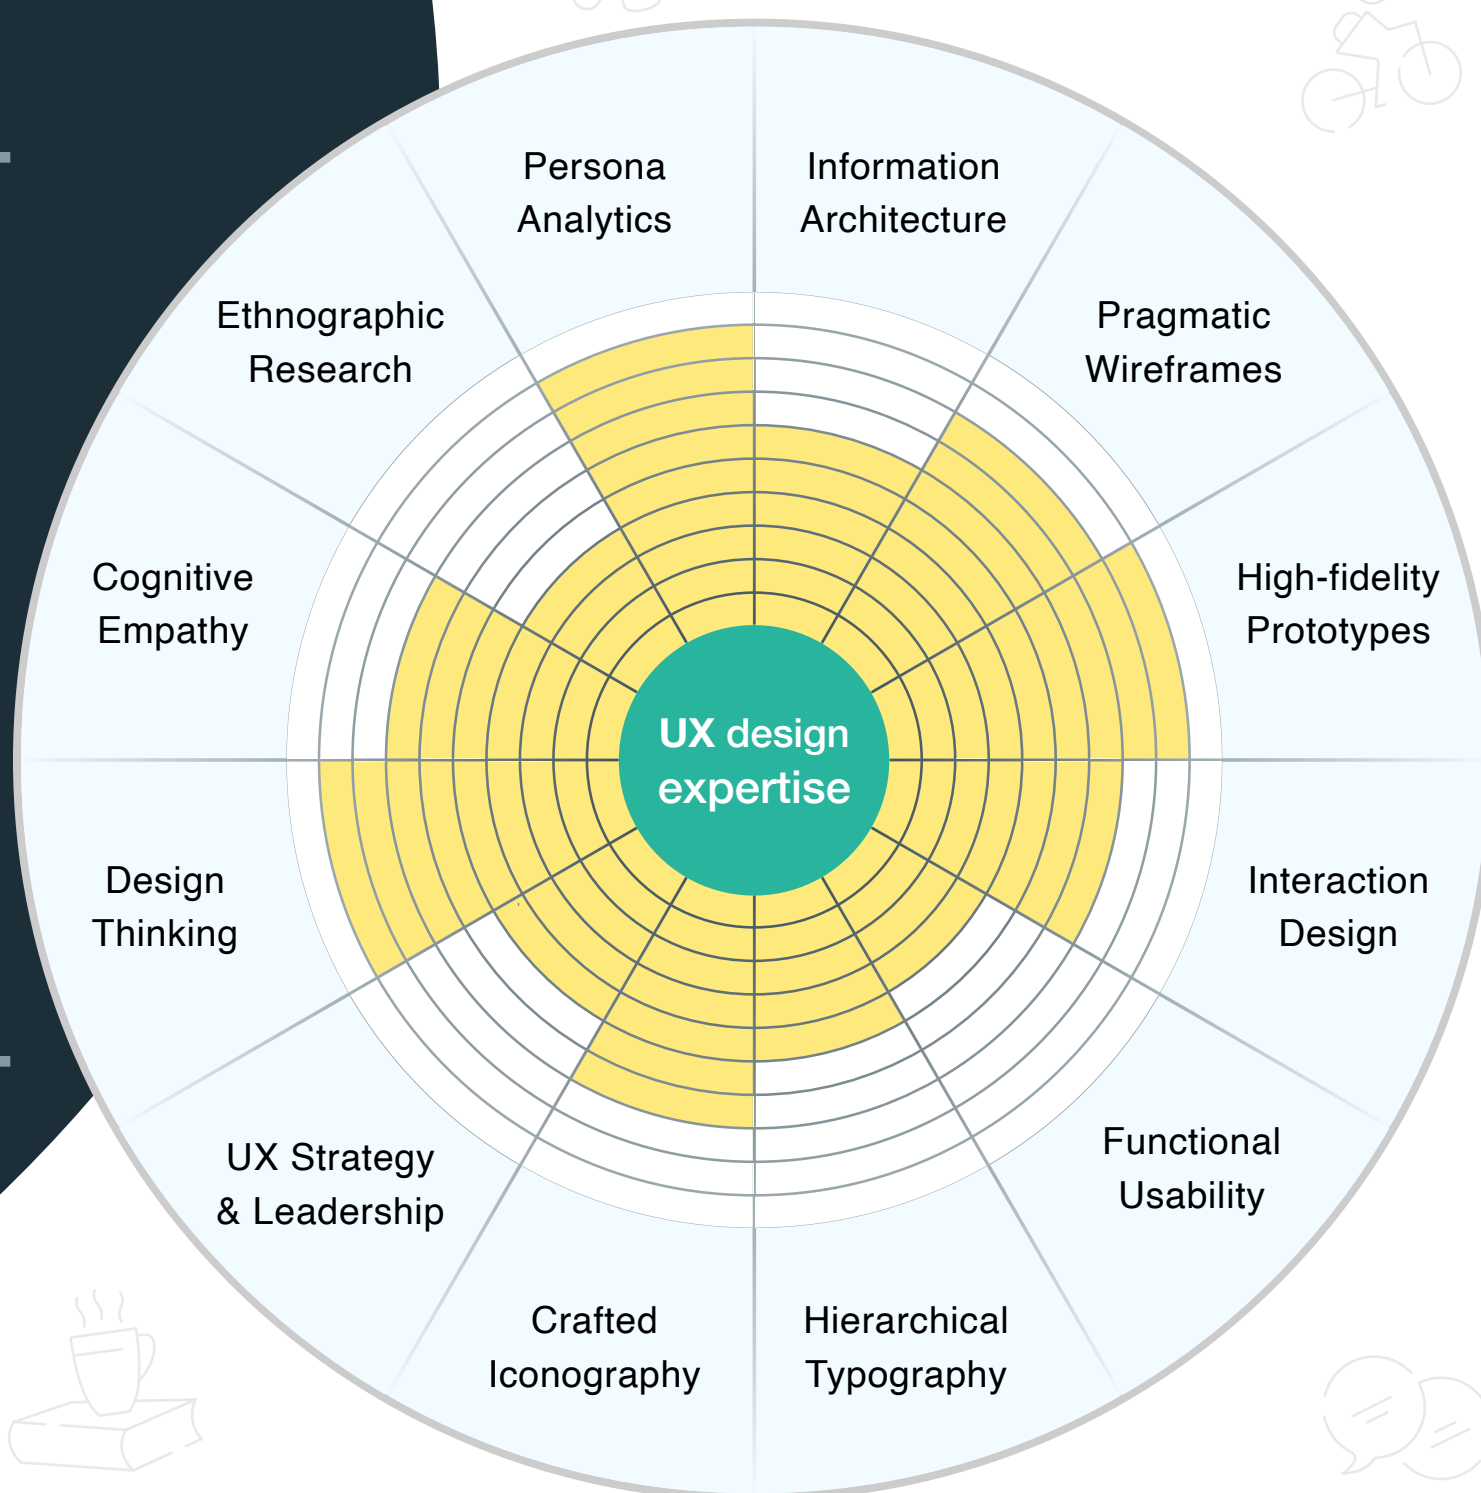 Persona
Analytics
Information
Architecture
Ethnographic
Research
Pragmatic
Wireframes
Cognitive
Empathy
High-fidelity
Prototypes
UX design
expertise
Design
Thinking
Interaction
Design
UX Strategy
& Leadership
Functional
Usability
Crafted
Iconography
Hierarchical
Typography